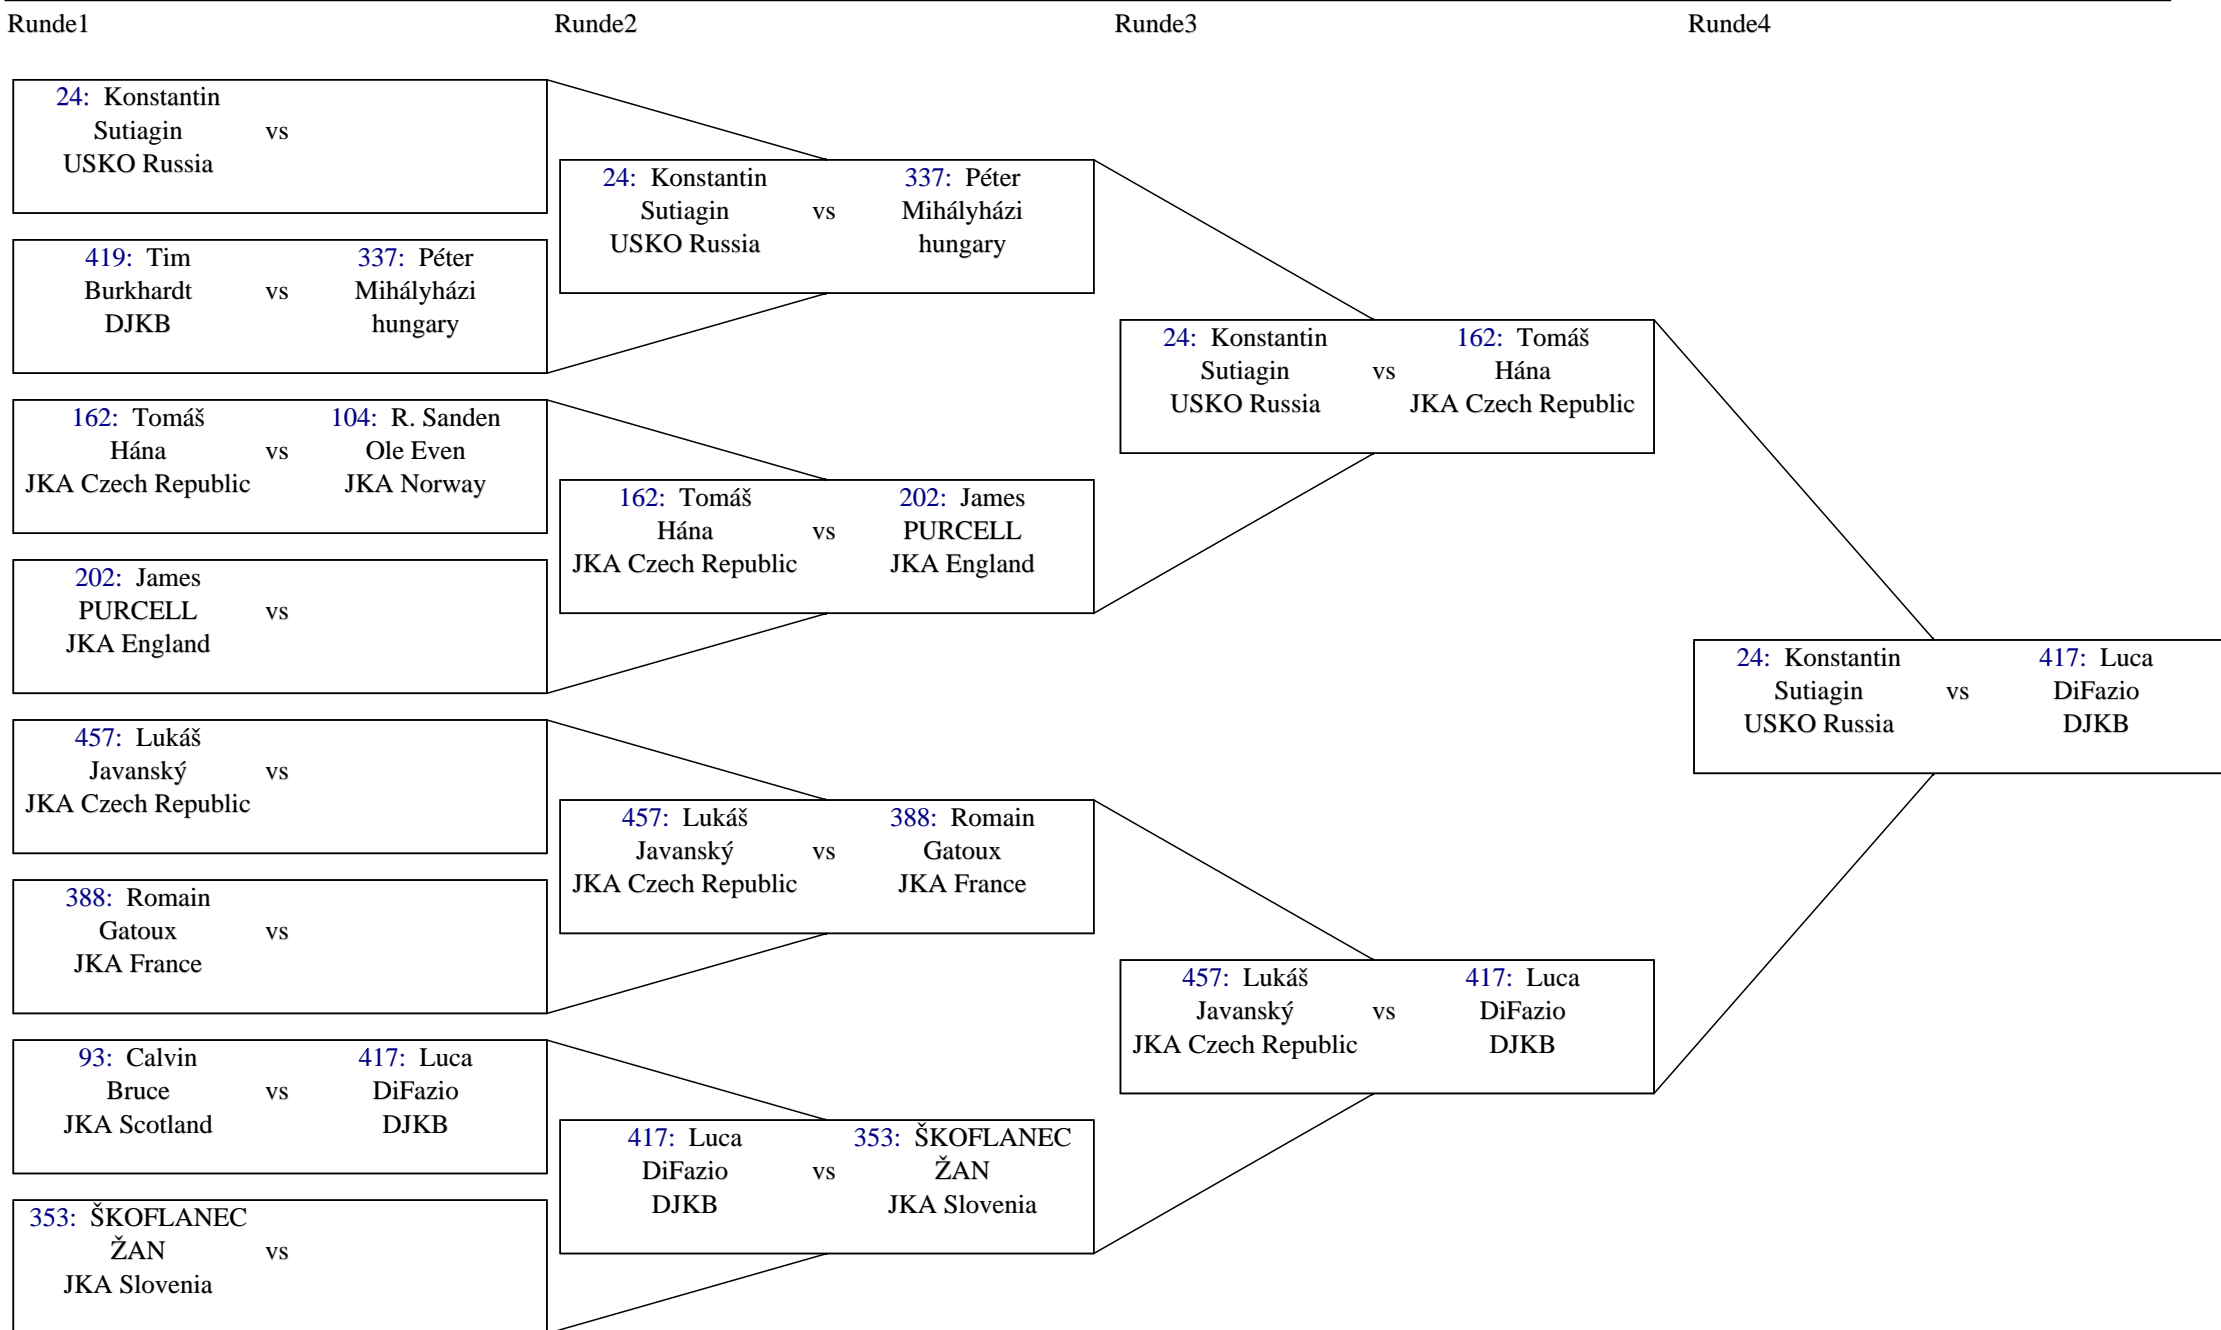 Runde1
Runde2
Runde3
Runde4
24: Konstantin
Sutiagin vs
USKO Russia
419: Tim 337: Péter
Burkhardt vs Mihályházi
DJKB hungary
162: Tomáš 104: R. Sanden
Hána vs Ole Even
JKA Czech Republic JKA Norway
202: James
PURCELL vs
JKA England
457: Lukáš
Javanský vs
JKA Czech Republic
388: Romain
Gatoux vs
JKA France
93: Calvin 417: Luca
Bruce vs DiFazio
JKA Scotland DJKB
353: ŠKOFLANEC
ŽAN vs
JKA Slovenia
24: Konstantin 337: Péter
Sutiagin vs Mihályházi
USKO Russia hungary
162: Tomáš 202: James
Hána vs PURCELL
JKA Czech Republic JKA England
457: Lukáš 388: Romain
Javanský vs Gatoux
JKA Czech Republic JKA France
417: Luca 353: ŠKOFLANEC
DiFazio vs ŽAN
DJKB JKA Slovenia
24: Konstantin 162: Tomáš
Sutiagin vs Hána
USKO Russia JKA Czech Republic
457: Lukáš 417: Luca
Javanský vs DiFazio
JKA Czech Republic DJKB
24: Konstantin 417: Luca
Sutiagin vs DiFazio
USKO Russia DJKB